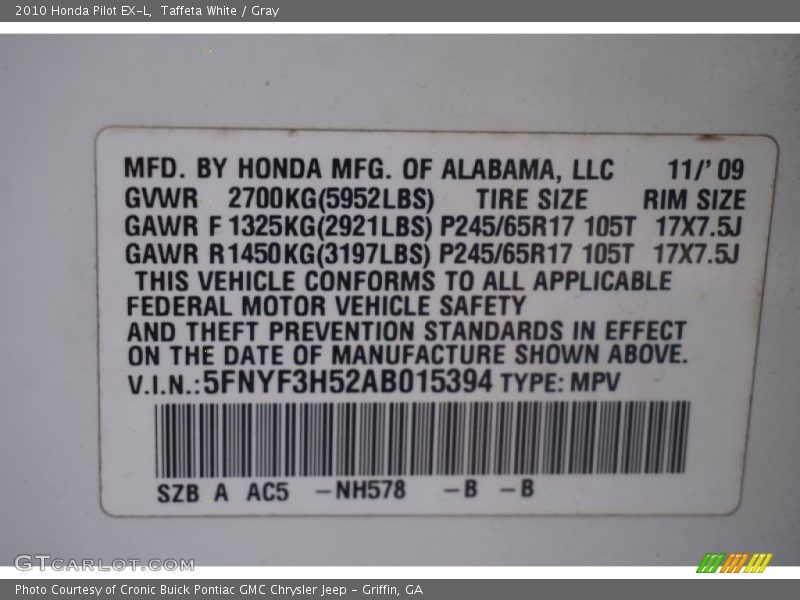 2010 Honda Pilot EX-L, Taffeta White / Gray
MFD. BY HONDA MFG. OF ALABAMA, LLC 11/' 09
GVWR 2700KG(5952LBS) TIRE SIZE RIM SIZE
GAWR F 1325KG(2921LBS) P245/65R17 105T 17X7.5J
GAWR R1450KG(3197LBS) P245/65R17 105T 17X7.5J
THIS VEHICLE CONFORMS TO ALL APPLICABLE
FEDERAL MOTOR VEHICLE SAFETY
AND THEFT PREVENTION STANDARDS IN EFFECT
ON THE DATE OF MANUFACTURE SHOWN ABOVE.
V.I.N.:5FNYF3H52AB015394 TYPE: MPV
SZB A AC5 -NH578 -B -B
GTCARLOT.COM
Photo Courtesy of Cronic Buick Pontiac GMC Chrysler Jeep - Griffin, GA